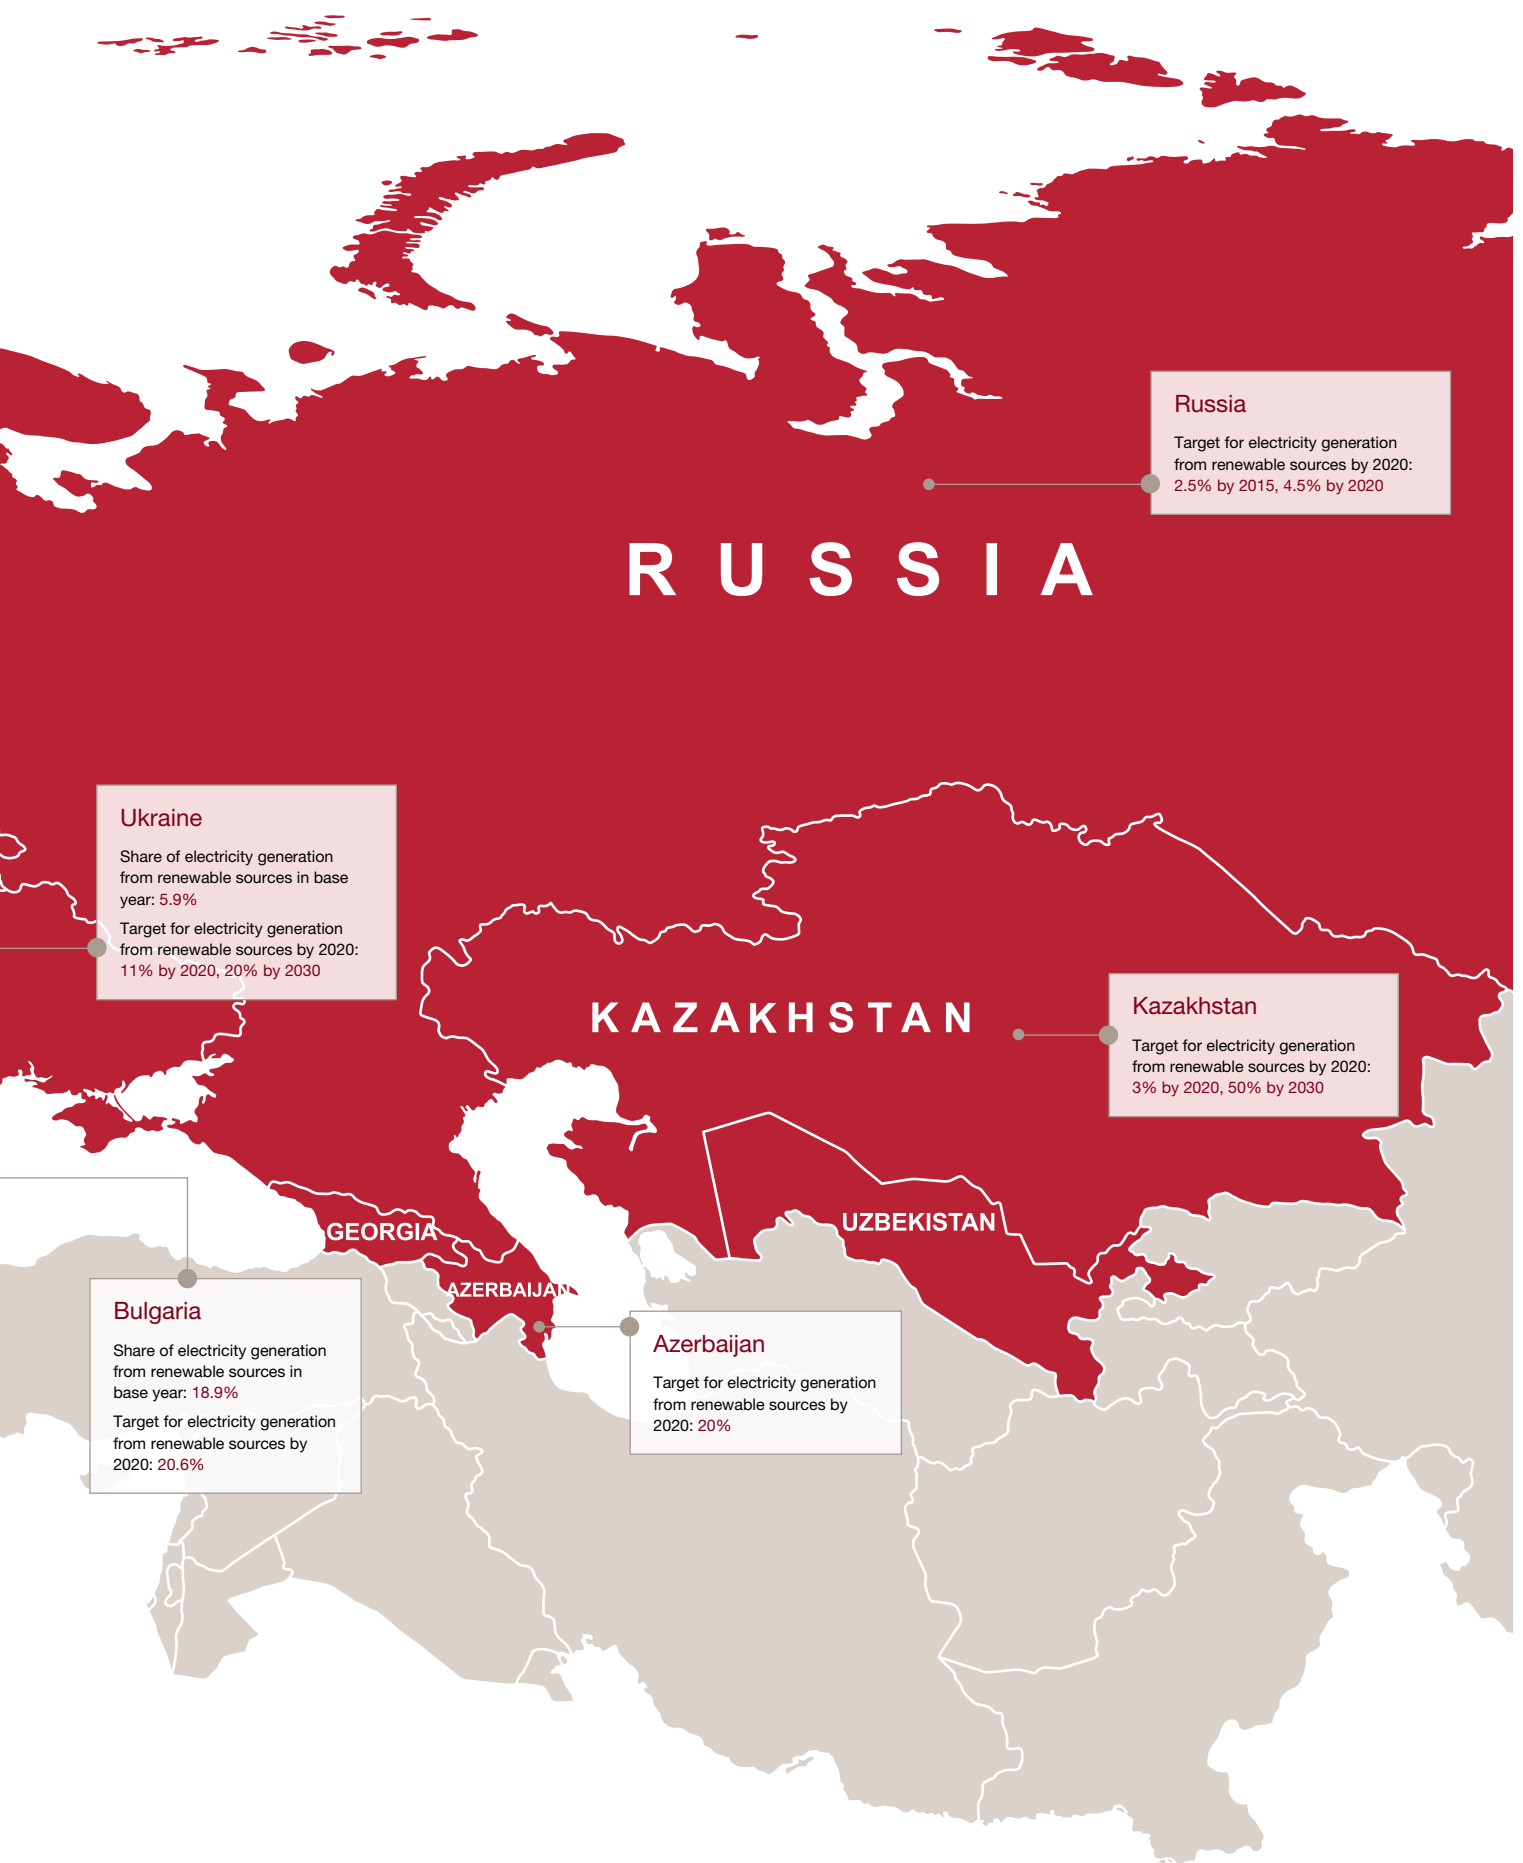 Russia
Target for electricity generation
from renewable sources by 2020:
2.5% by 2015, 4.5% by 2020
RUSSIA
Ukraine
Share of electricity generation
from renewable sources in base
year: 5.9%
Target for electricity generation
from renewable sources by 2020:
11% by 2020, 20% by 2030
KAZAKHSTAN
Kazakhstan
Target for electricity generation
from renewable sources by 2020:
3% by 2020, 50% by 2030
UZBEKISTAN
GEORGIA
AZERBAIJAN
Bulgaria
Share of electricity generation
from renewable sources in
base year: 18.9%
Target for electricity generation
from renewable sources by
2020: 20.6%
Azerbaijan
Target for electricity generation
from renewable sources by
2020: 20%